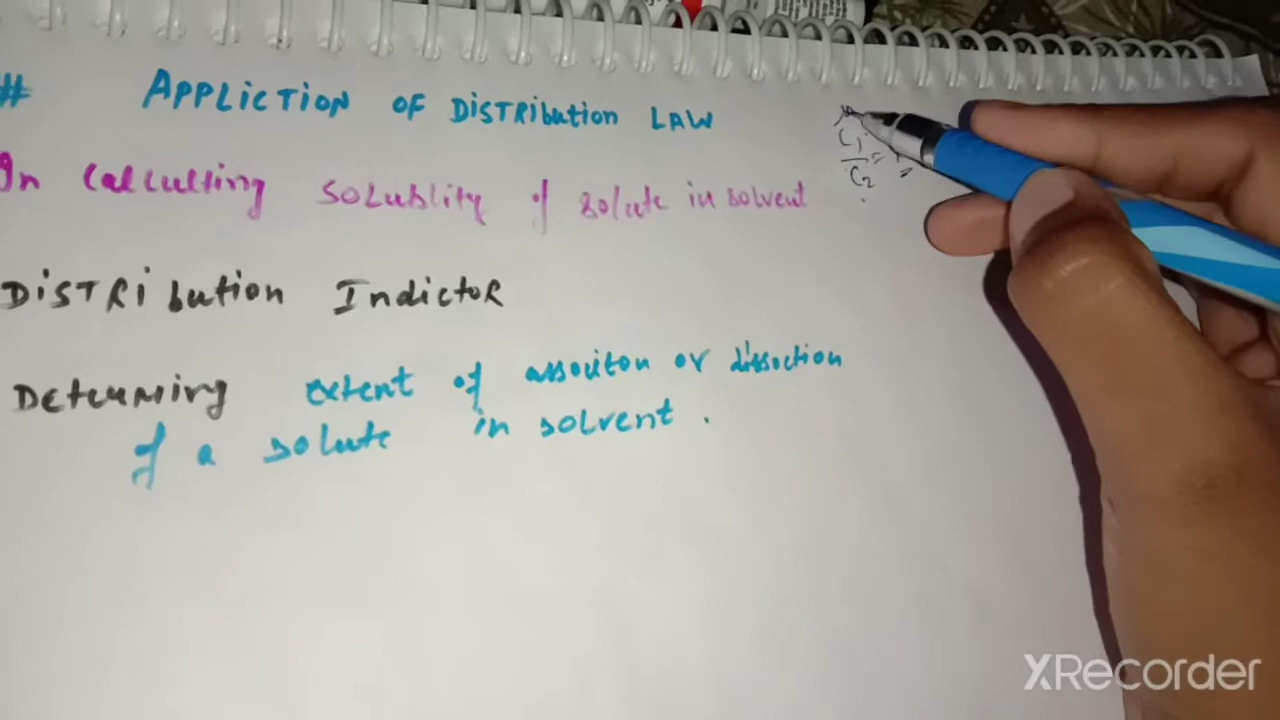 # APPLICTION OF DISTRIbution LAW
In Calculting solublity of solute in solvent
DISTRIbution Indictor
Determing extent of assoiiton or dissoction
of a solute in solvent.
C1
C2 =
XRecorder